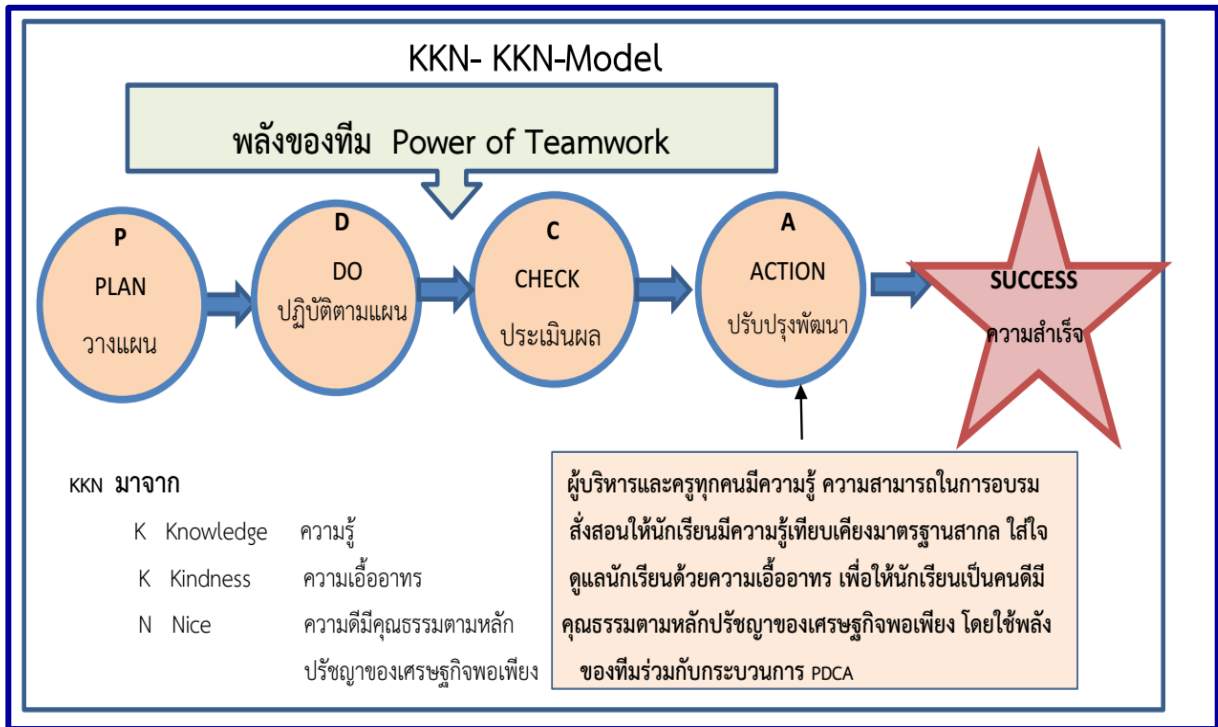 KKN- KKN-Model
พลังของทีม Power of Teamwork
P
PLAN
วางแผน
D
DO
ปฏิบัติตามแผน
C
CHECK
ประเมินผล
A
ACTION
ปรับปรุงพัฒนา
SUCCESS
ความสำเร็จ
KKN มาจาก
K Knowledge ความรู้
K Kindness ความเอื้ออาทร
N Nice ความดีมีคุณธรรมตามหลัก
ปรัชญาของเศรษฐกิจพอเพียง
ผู้บริหารและครูทุกคนมีความรู้ ความสามารถในการอบรม
สั่งสอนให้นักเรียนมีความรู้เทียบเคียงมาตรฐานสากล ใส่ใจ
ดูแลนักเรียนด้วยความเอื้ออาทร เพื่อให้นักเรียนเป็นคนดีมี
คุณธรรมตามหลักปรัชญาของเศรษฐกิจพอเพียง โดยใช้พลัง
ของทีมร่วมกับกระบวนการ PDCA